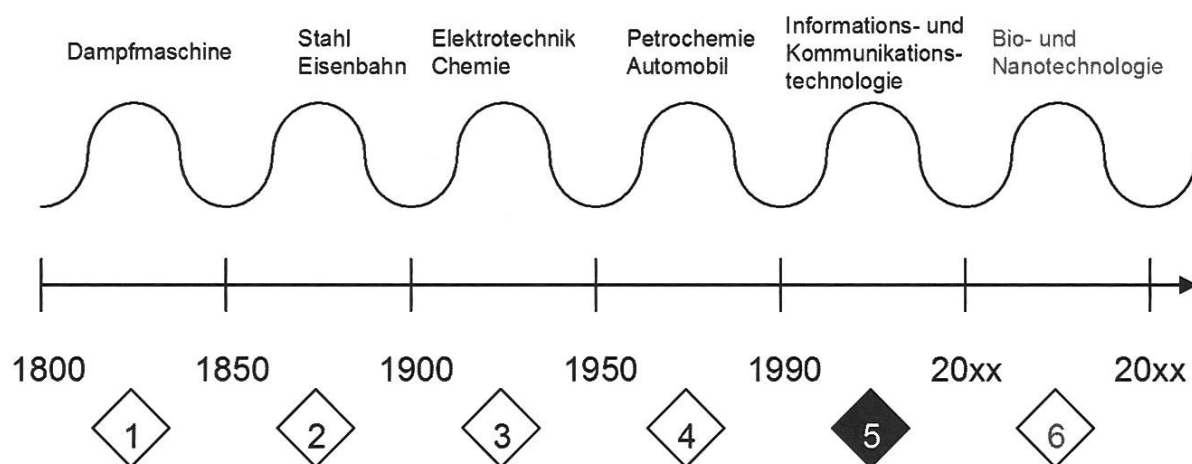 Dampfmaschine
Stahl
Eisenbahn
Elektrotechnik
Chemie
Petrochemie
Automobil
Informations- und
Kommunikations-
technologie
Bio- und
Nanotechnologie
1800 1850 1900 1950 1990 20xx 20xx
1 2 3 4 5 6